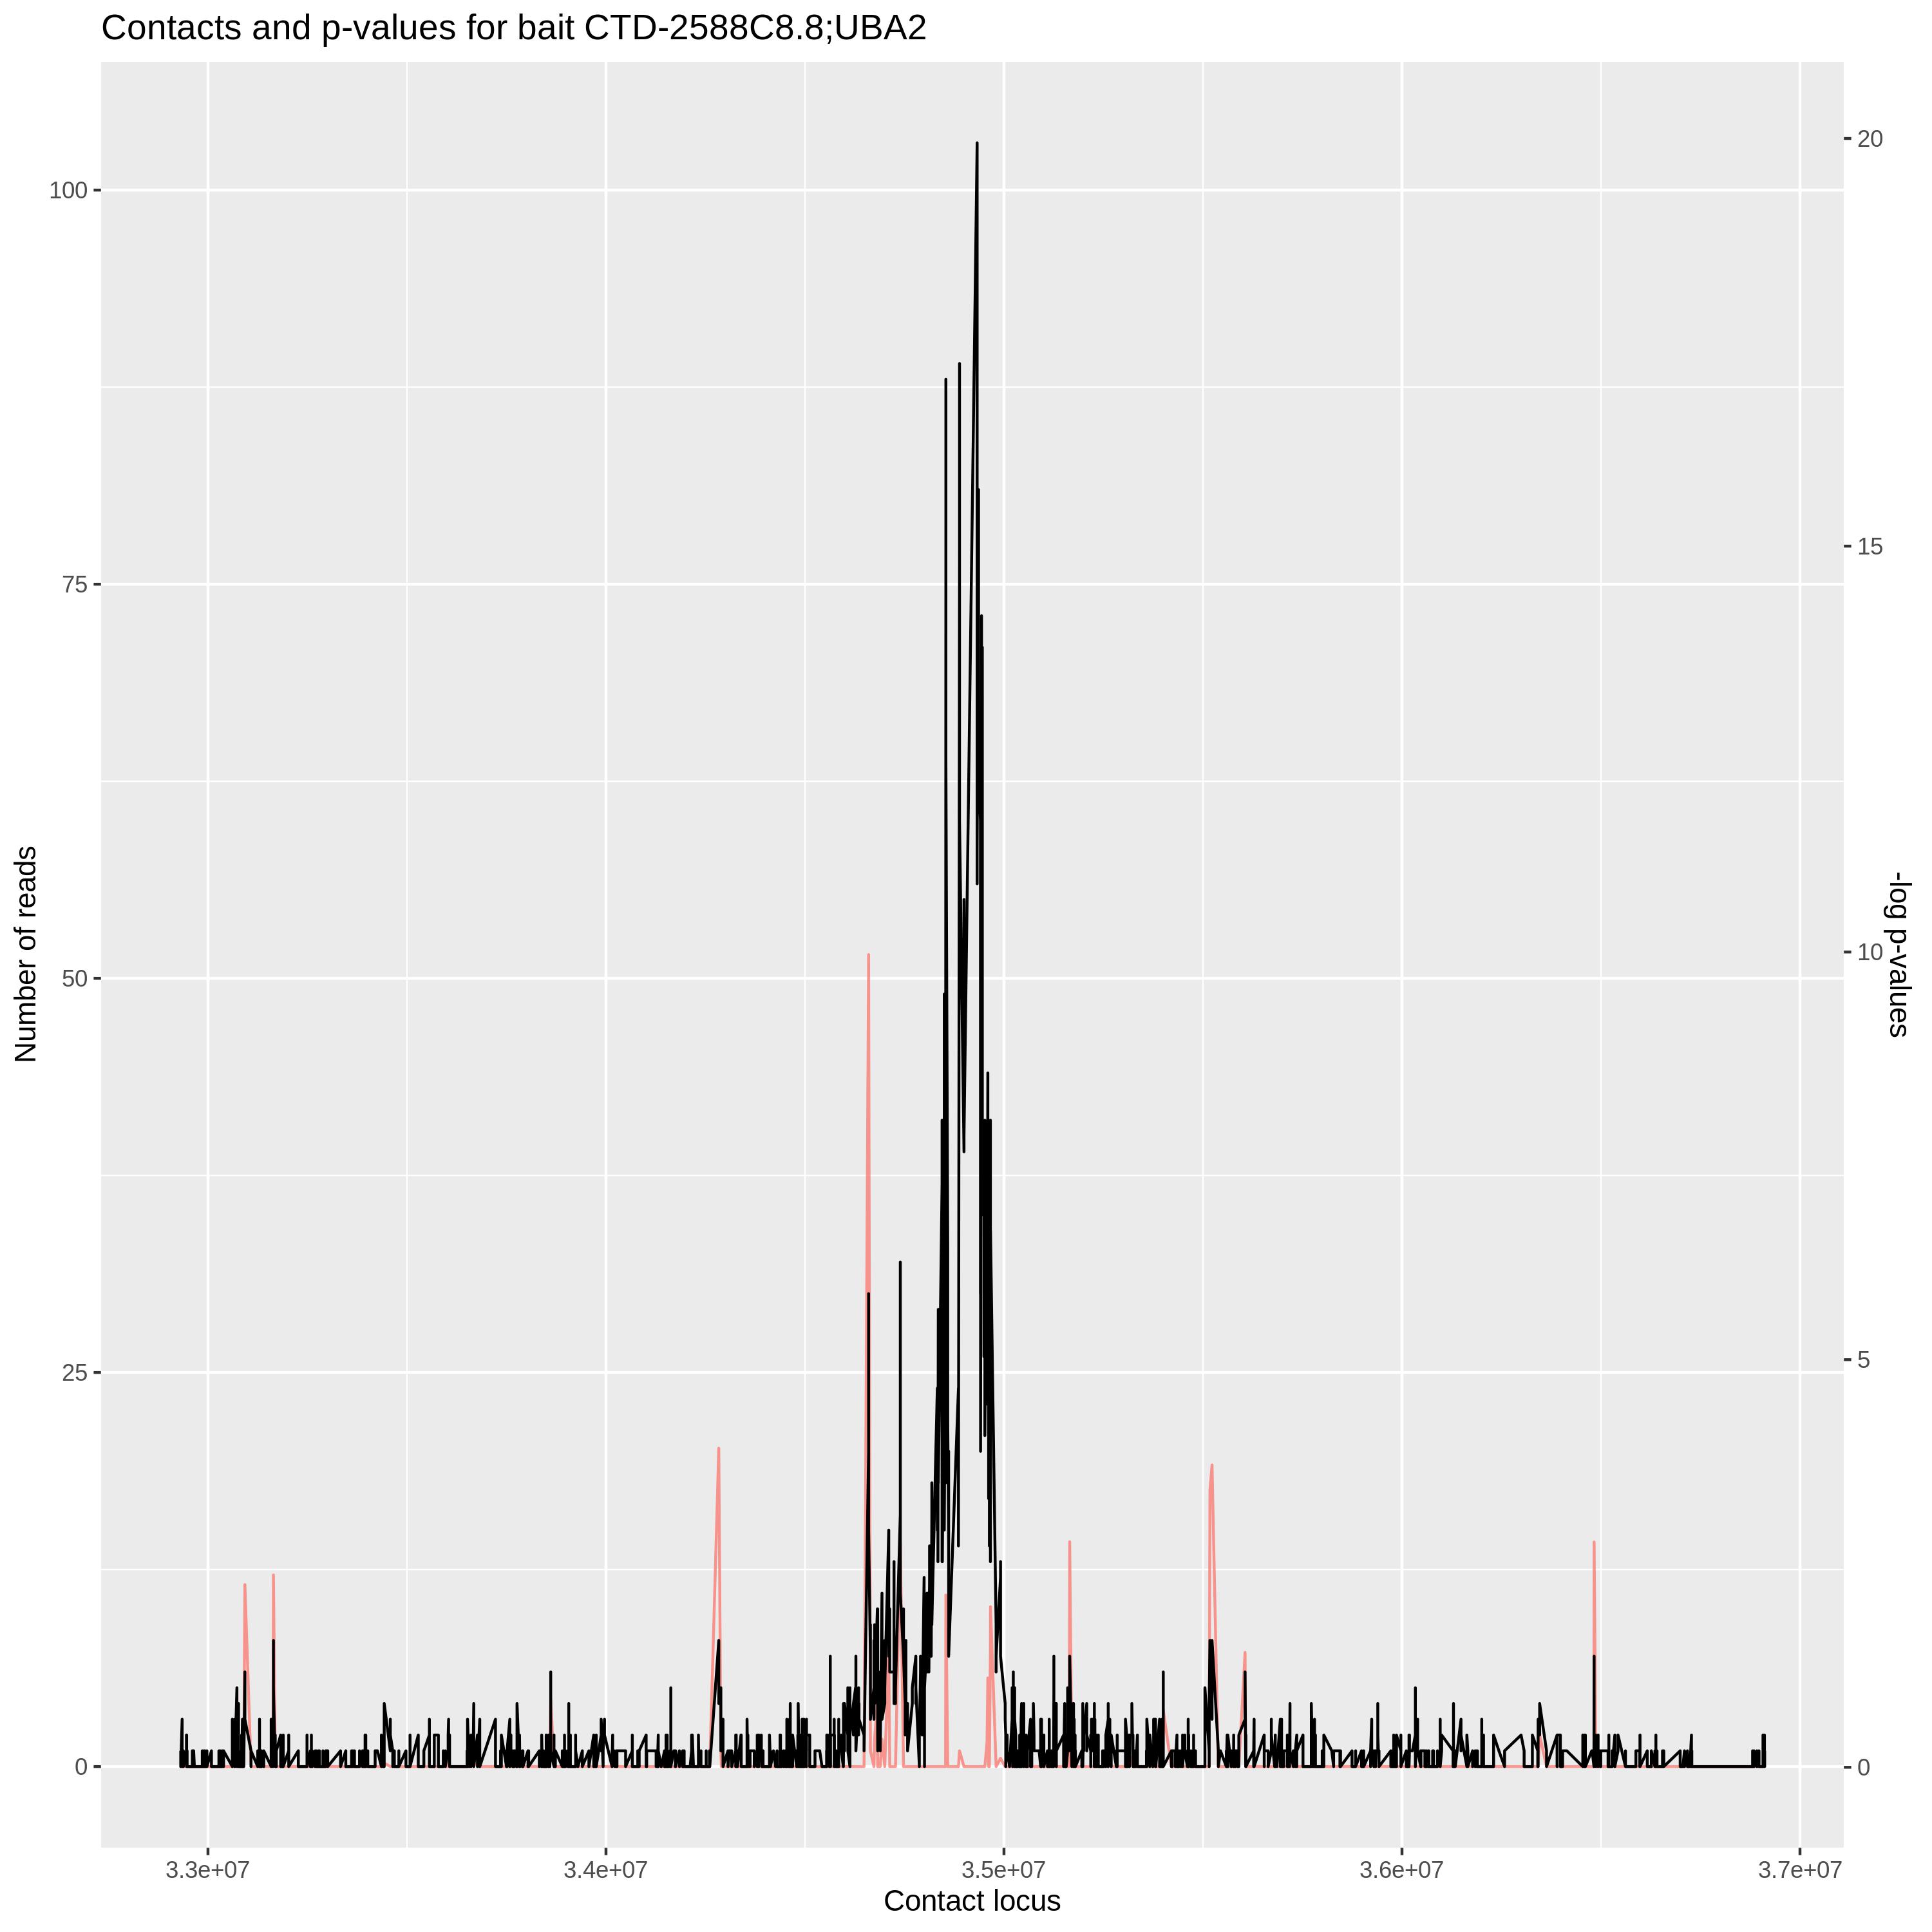 Contacts and p-values for bait CTD-2588C8.8;UBA2
Number of reads
100
75
50
25
0
20
15
10
5
0
-log p-values
3.3e+07
3.4e+07
3.5e+07
3.6e+07
3.7e+07
Contact locus